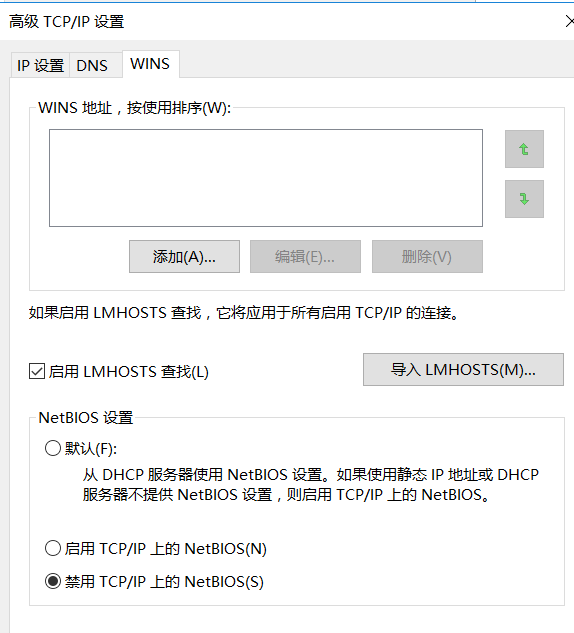 高级 TCP/IP 设置
IP 设置 DNS WINS
WINS 地址，按使用排序(W):
添加(A)... 编辑(E)... 删除(V)
如果启用 LMHOSTS 查找，它将应用于所有启用 TCP/IP 的连接。
启用 LMHOSTS 查找(L) 导入 LMHOSTS(M)...
NetBIOS 设置
默认(F):
从 DHCP 服务器使用 NetBIOS 设置。如果使用静态 IP 地址或 DHCP
服务器不提供 NetBIOS 设置，则启用 TCP/IP 上的 NetBIOS。
启用 TCP/IP 上的 NetBIOS(N)
禁用 TCP/IP 上的 NetBIOS(S)